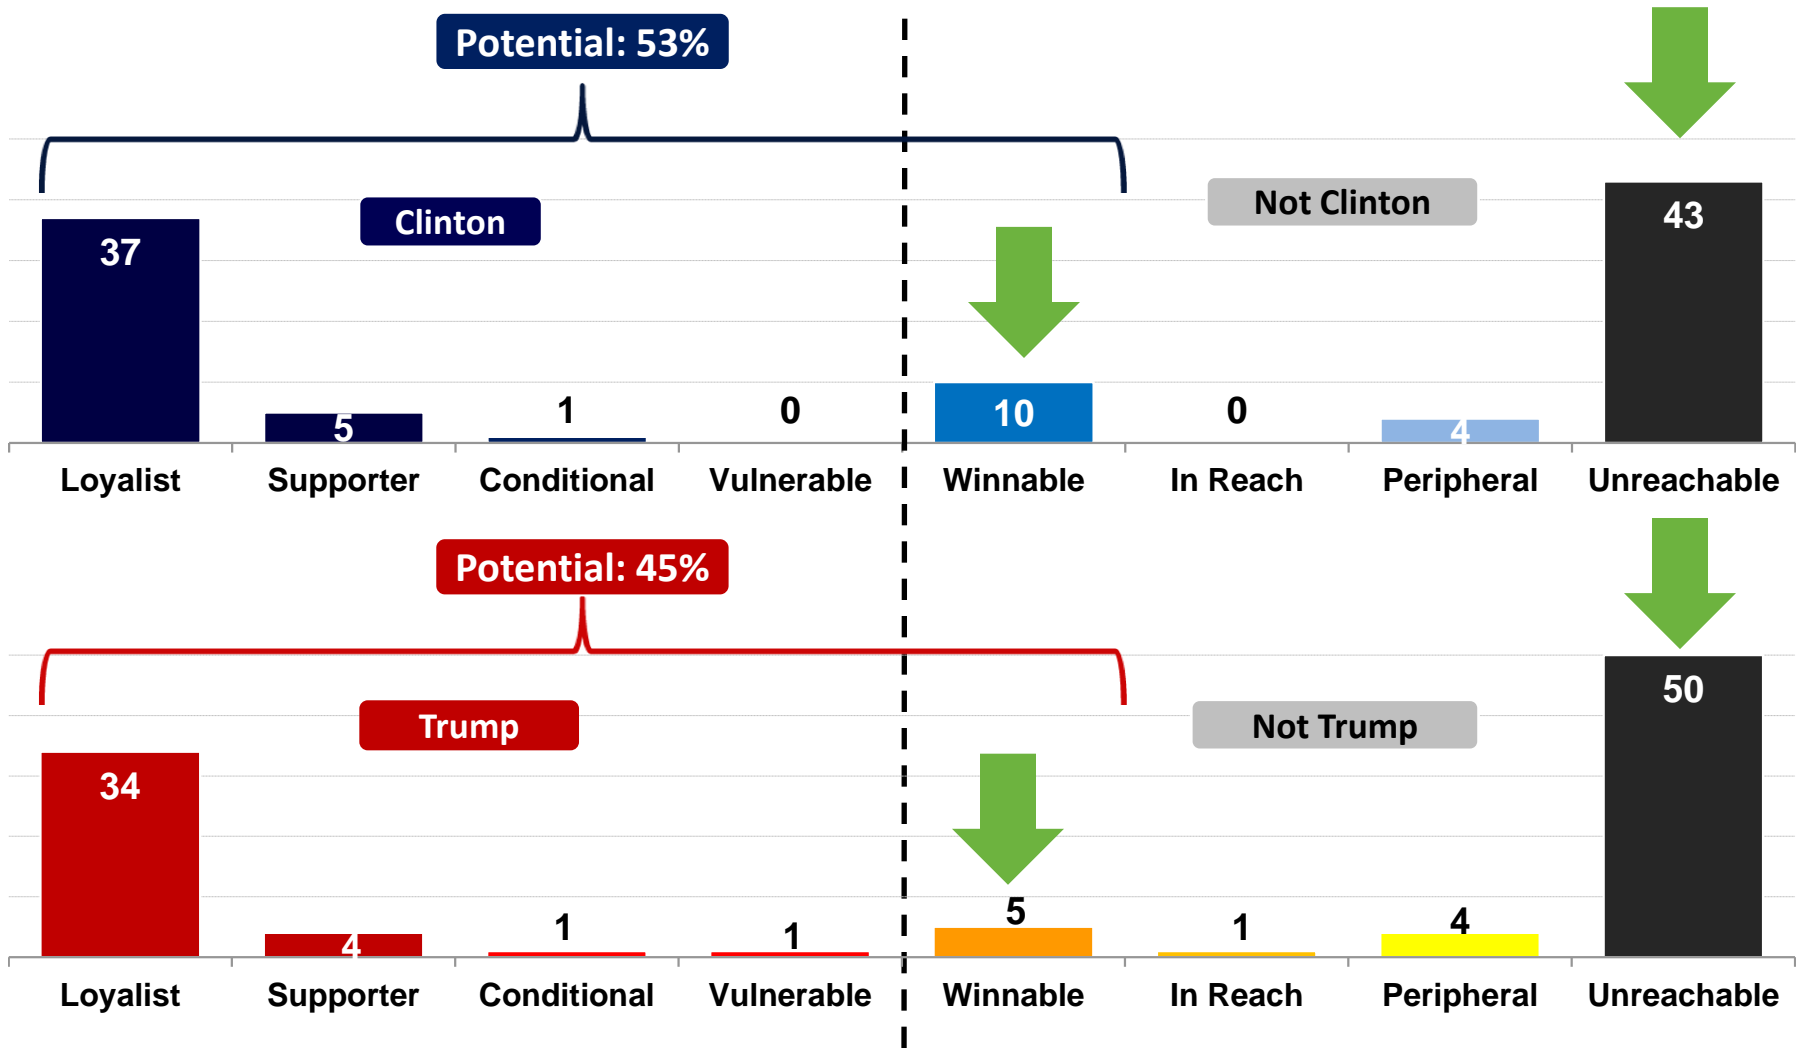 Potential: 53%
Clinton
Not Clinton
37
5
1
0
10
0
4
43
Loyalist
Supporter
Conditional
Vulnerable
Winnable
In Reach
Peripheral
Unreachable
Potential: 45%
Trump
Not Trump
34
4
1
1
5
1
4
50
Loyalist
Supporter
Conditional
Vulnerable
Winnable
In Reach
Peripheral
Unreachable